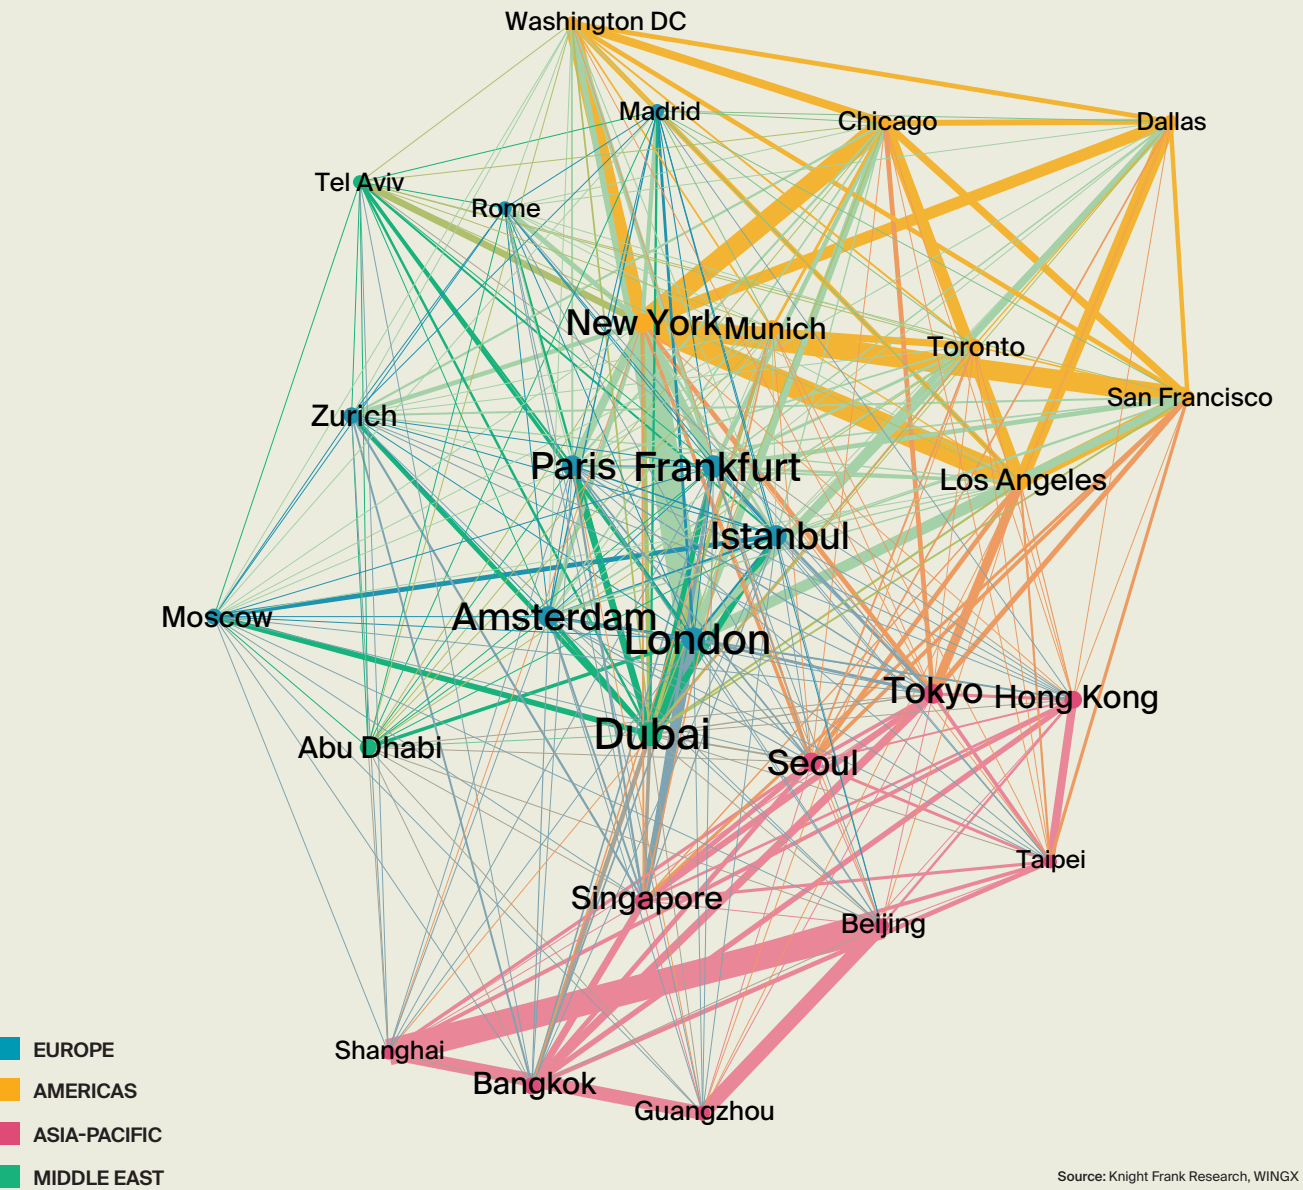 Washington DC
Madrid
Chicago
Dallas
Tel Aviv
Rome
New York
Munich
Toronto
San Francisco
Zurich
Paris
Frankfurt
Los Angeles
Istanbul
Moscow
Amsterdam
London
Tokyo
Hong Kong
Dubai
Abu Dhabi
Seoul
Taipei
Singapore
Beijing
Shanghai
Bangkok
Guangzhou
EUROPE
AMERICAS
ASIA-PACIFIC
MIDDLE EAST
Source: Knight Frank Research, WINGX